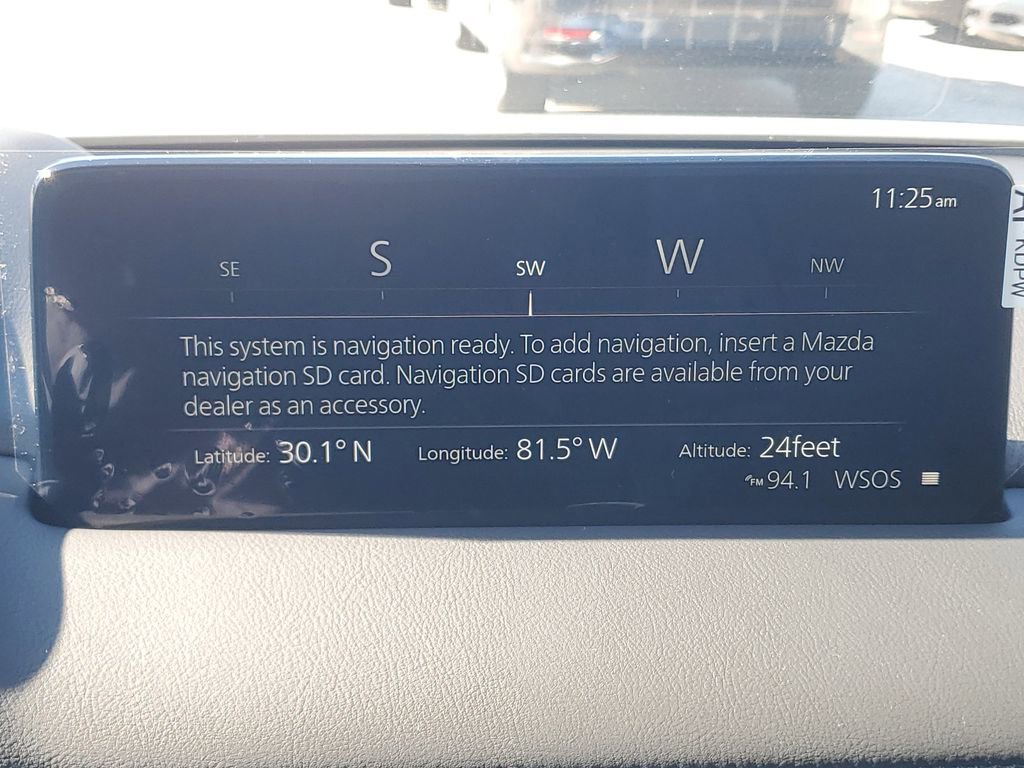 11:25am
SE S SW W NW
This system is navigation ready. To add navigation, insert a Mazda
navigation SD card. Navigation SD cards are available from your
dealer as an accessory.
Latitude: 30.1° N Longitude: 81.5° W Altitude: 24feet
FM 94.1 WSOS
KDPW